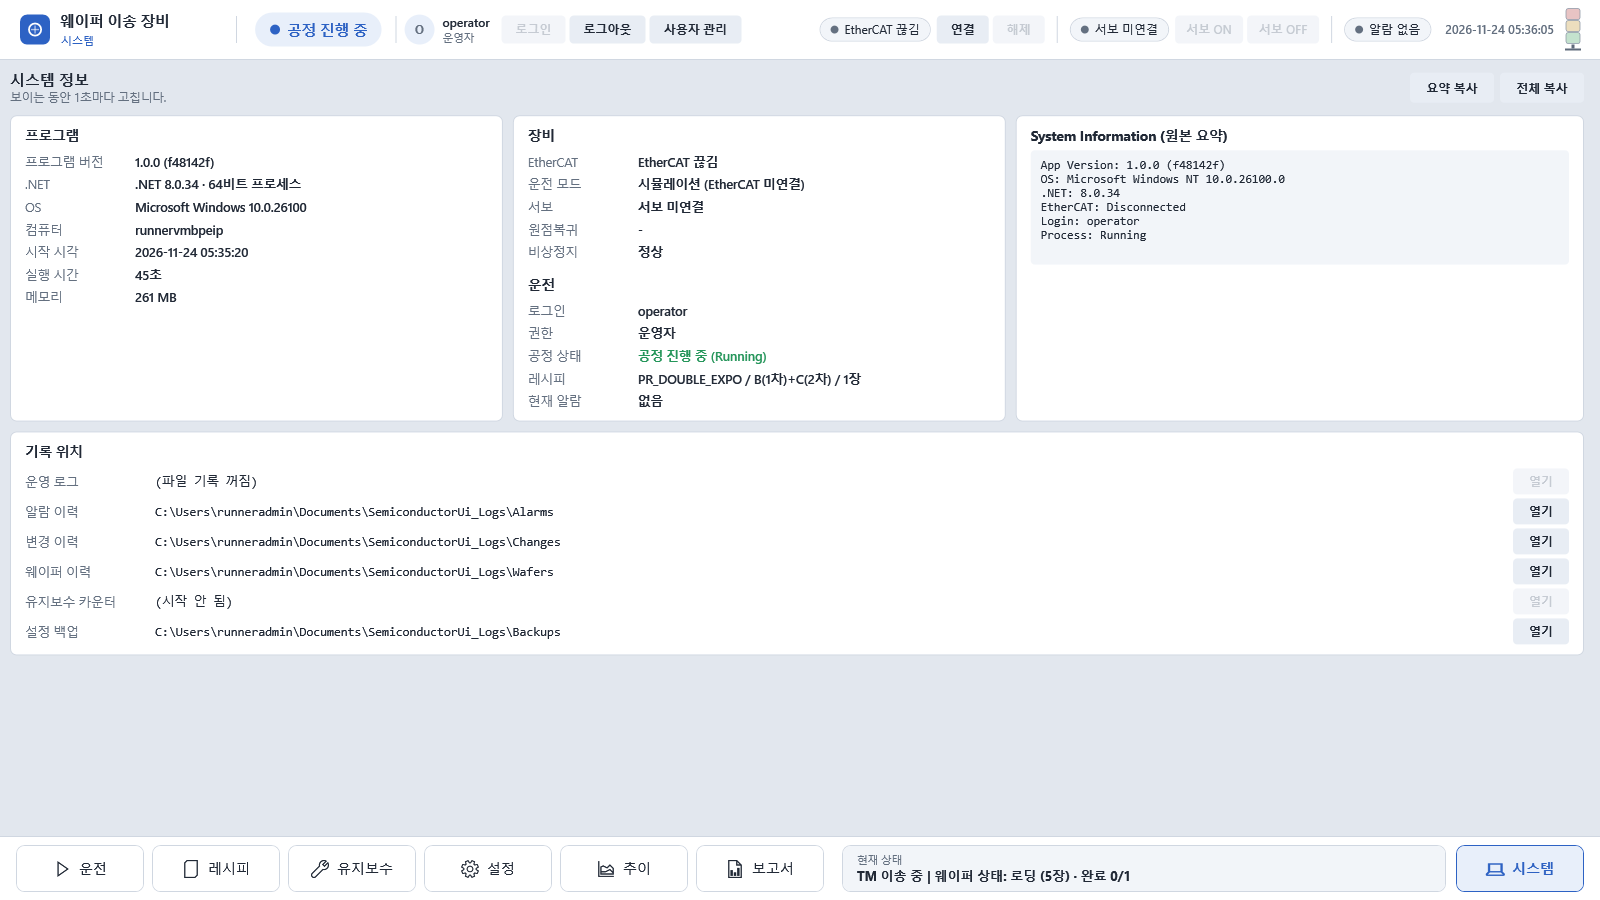 웨이퍼 이송 장비
시스템
공정 진행 중
O
operator
운영자
로그인
로그아웃
사용자 관리
EtherCAT 끊김
연결
해제
서보 미연결
서보 ON
서보 OFF
알람 없음
2026-11-24 05:36:05
시스템 정보
보이는 동안 1초마다 고칩니다.
요약 복사
전체 복사
프로그램
프로그램 버전 1.0.0 (f48142f)
.NET .NET 8.0.34 · 64비트 프로세스
OS Microsoft Windows 10.0.26100
컴퓨터 runnervmbpeip
시작 시각 2026-11-24 05:35:20
실행 시간 45초
메모리 261 MB
장비
EtherCAT EtherCAT 끊김
운전 모드 시뮬레이션 (EtherCAT 미연결)
서보 서보 미연결
원점복귀 -
비상정지 정상
운전
로그인 operator
권한 운영자
공정 상태 공정 진행 중 (Running)
레시피 PR_DOUBLE_EXPO / B(1차)+C(2차) / 1장
현재 알람 없음
System Information (원본 요약)
App Version: 1.0.0 (f48142f)
OS: Microsoft Windows NT 10.0.26100.0
.NET: 8.0.34
EtherCAT: Disconnected
Login: operator
Process: Running
기록 위치
운영 로그 (파일 기록 꺼짐) 열기
알람 이력 C:\Users\runneradmin\Documents\SemiconductorUi_Logs\Alarms 열기
변경 이력 C:\Users\runneradmin\Documents\SemiconductorUi_Logs\Changes 열기
웨이퍼 이력 C:\Users\runneradmin\Documents\SemiconductorUi_Logs\Wafers 열기
유지보수 카운터 (시작 안 됨) 열기
설정 백업 C:\Users\runneradmin\Documents\SemiconductorUi_Logs\Backups 열기
운전
레시피
유지보수
설정
추이
보고서
현재 상태
TM 이송 중 | 웨이퍼 상태: 로딩 (5장) · 완료 0/1
시스템